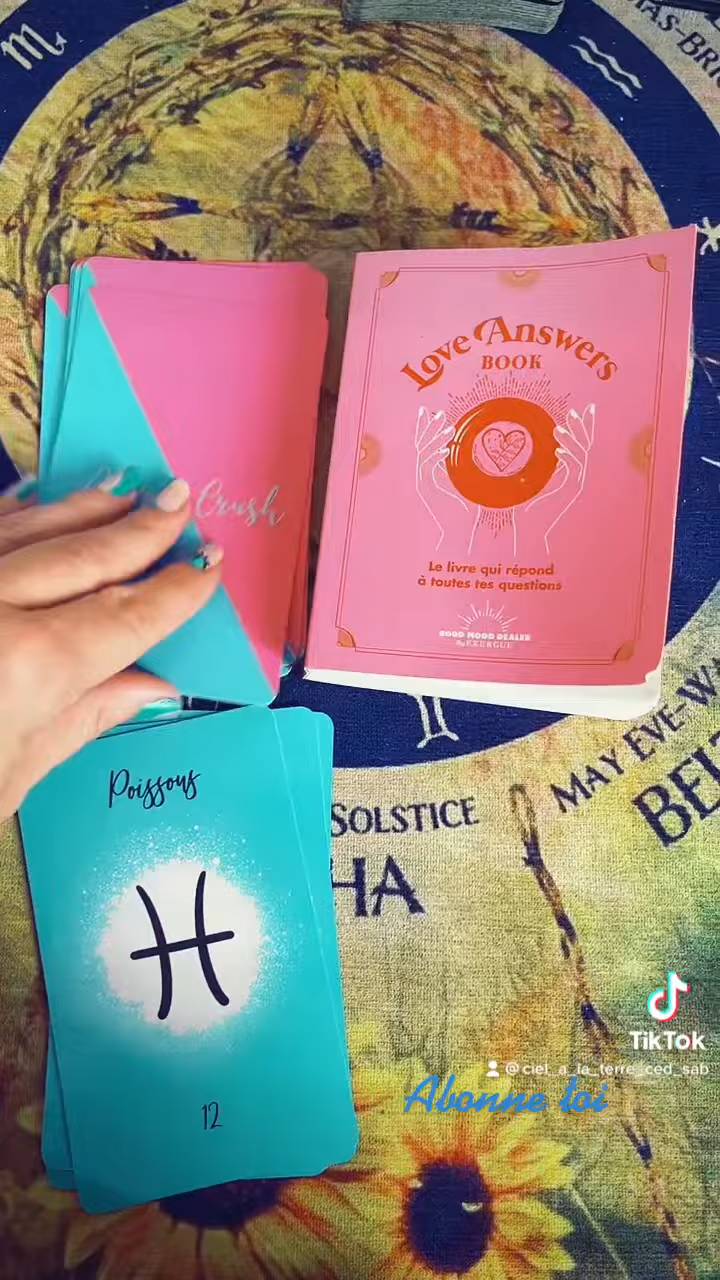 Crush
Love Answers
BOOK
Le livre qui répond
à toutes tes questions
GOOD MOOD DEALER
By EXERGUE
Poissons
12
SOLSTICE
HA
MAY EVE-W
BEL
TikTok
@ciel_a_la_terre_ced_sab
Abonne toi